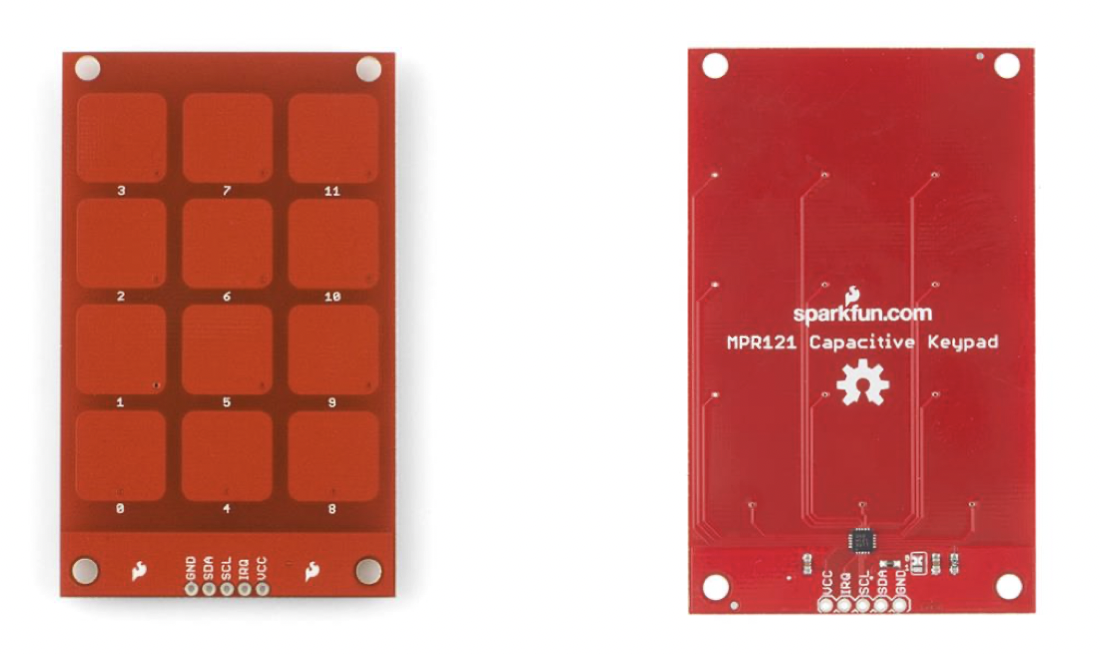 3 7 11
2 6 10
1 5 9
0 4 8
GND SDA SCL IRQ VCC
sparkfun.com
MPR121 Capacitive Keypad
VCC IRQ SCL SDA GND